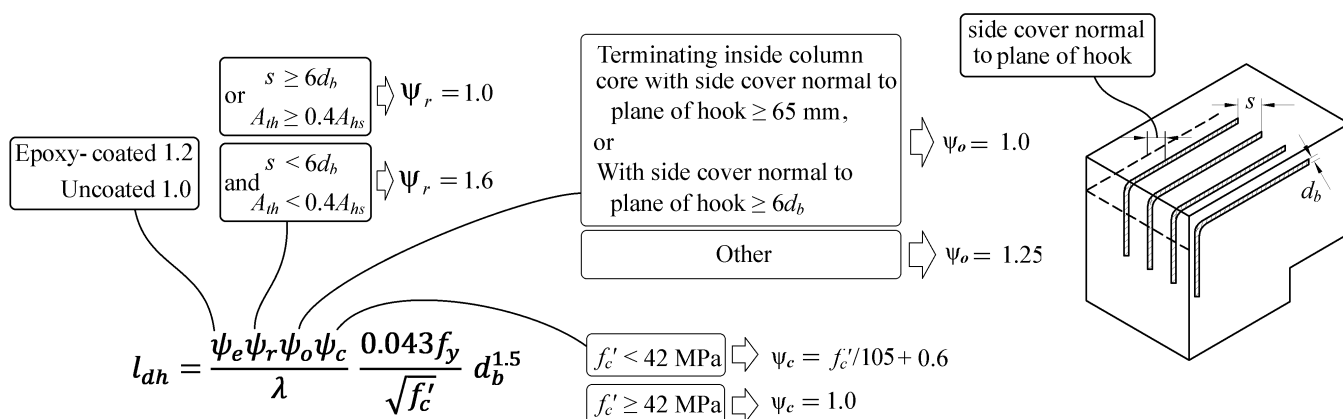 side cover normal
to plane of hook
Terminating inside column
core with side cover normal to
plane of hook ≥ 65 mm,
or
With side cover normal to
plane of hook ≥ 6d_b
ψ_o = 1.0
Other
ψ_o = 1.25
s ≥ 6d_b
or
A_th ≥ 0.4A_hs
Ψ_r = 1.0
s < 6d_b
and
A_th < 0.4A_hs
Ψ_r = 1.6
Epoxy-coated 1.2
Uncoated 1.0
s
d_b
l_dh = ψ_eψ_rψ_oψ_c/λ 0.043f_y/√f_c′ d_b^1.5
f_c′ < 42 MPa
ψ_c = f_c′/105 + 0.6
f_c′ ≥ 42 MPa
ψ_c = 1.0